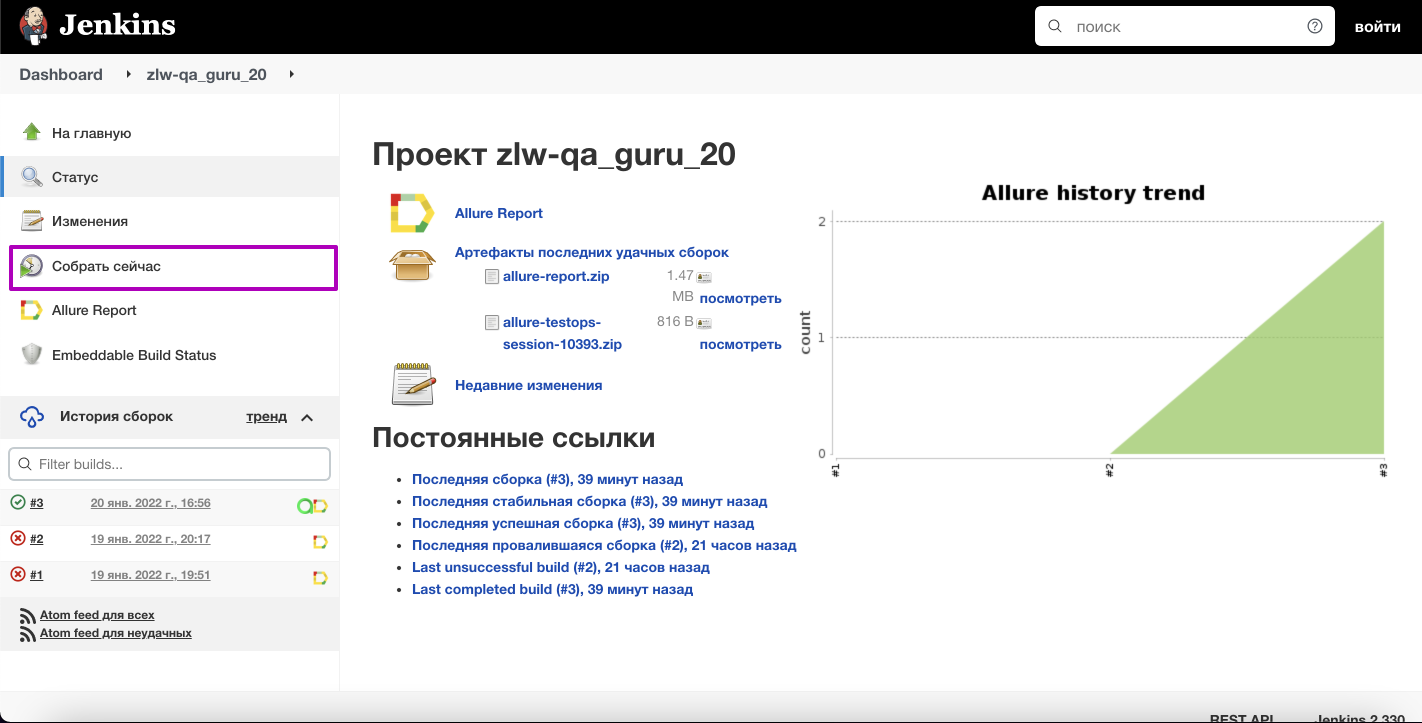 Jenkins
поиск
войти
Dashboard
zlw-qa_guru_20
На главную
Статус
Изменения
Собрать сейчас
Allure Report
Embeddable Build Status
История сборок
тренд
Filter builds...
#3
20 янв. 2022 г., 16:56
#2
19 янв. 2022 г., 20:17
#1
19 янв. 2022 г., 19:51
Atom feed для всех
Atom feed для неудачных
Проект zlw-qa_guru_20
Allure Report
Артефакты последних удачных сборок
allure-report.zip
1.47
MB
посмотреть
allure-testops-
session-10393.zip
816 B
посмотреть
Недавние изменения
Постоянные ссылки
Последняя сборка (#3), 39 минут назад
Последняя стабильная сборка (#3), 39 минут назад
Последняя успешная сборка (#3), 39 минут назад
Последняя провалившаяся сборка (#2), 21 часов назад
Last unsuccessful build (#2), 21 часов назад
Last completed build (#3), 39 минут назад
Allure history trend
count
2
1
0
#1
#2
#3
REST API
Jenkins 2.330